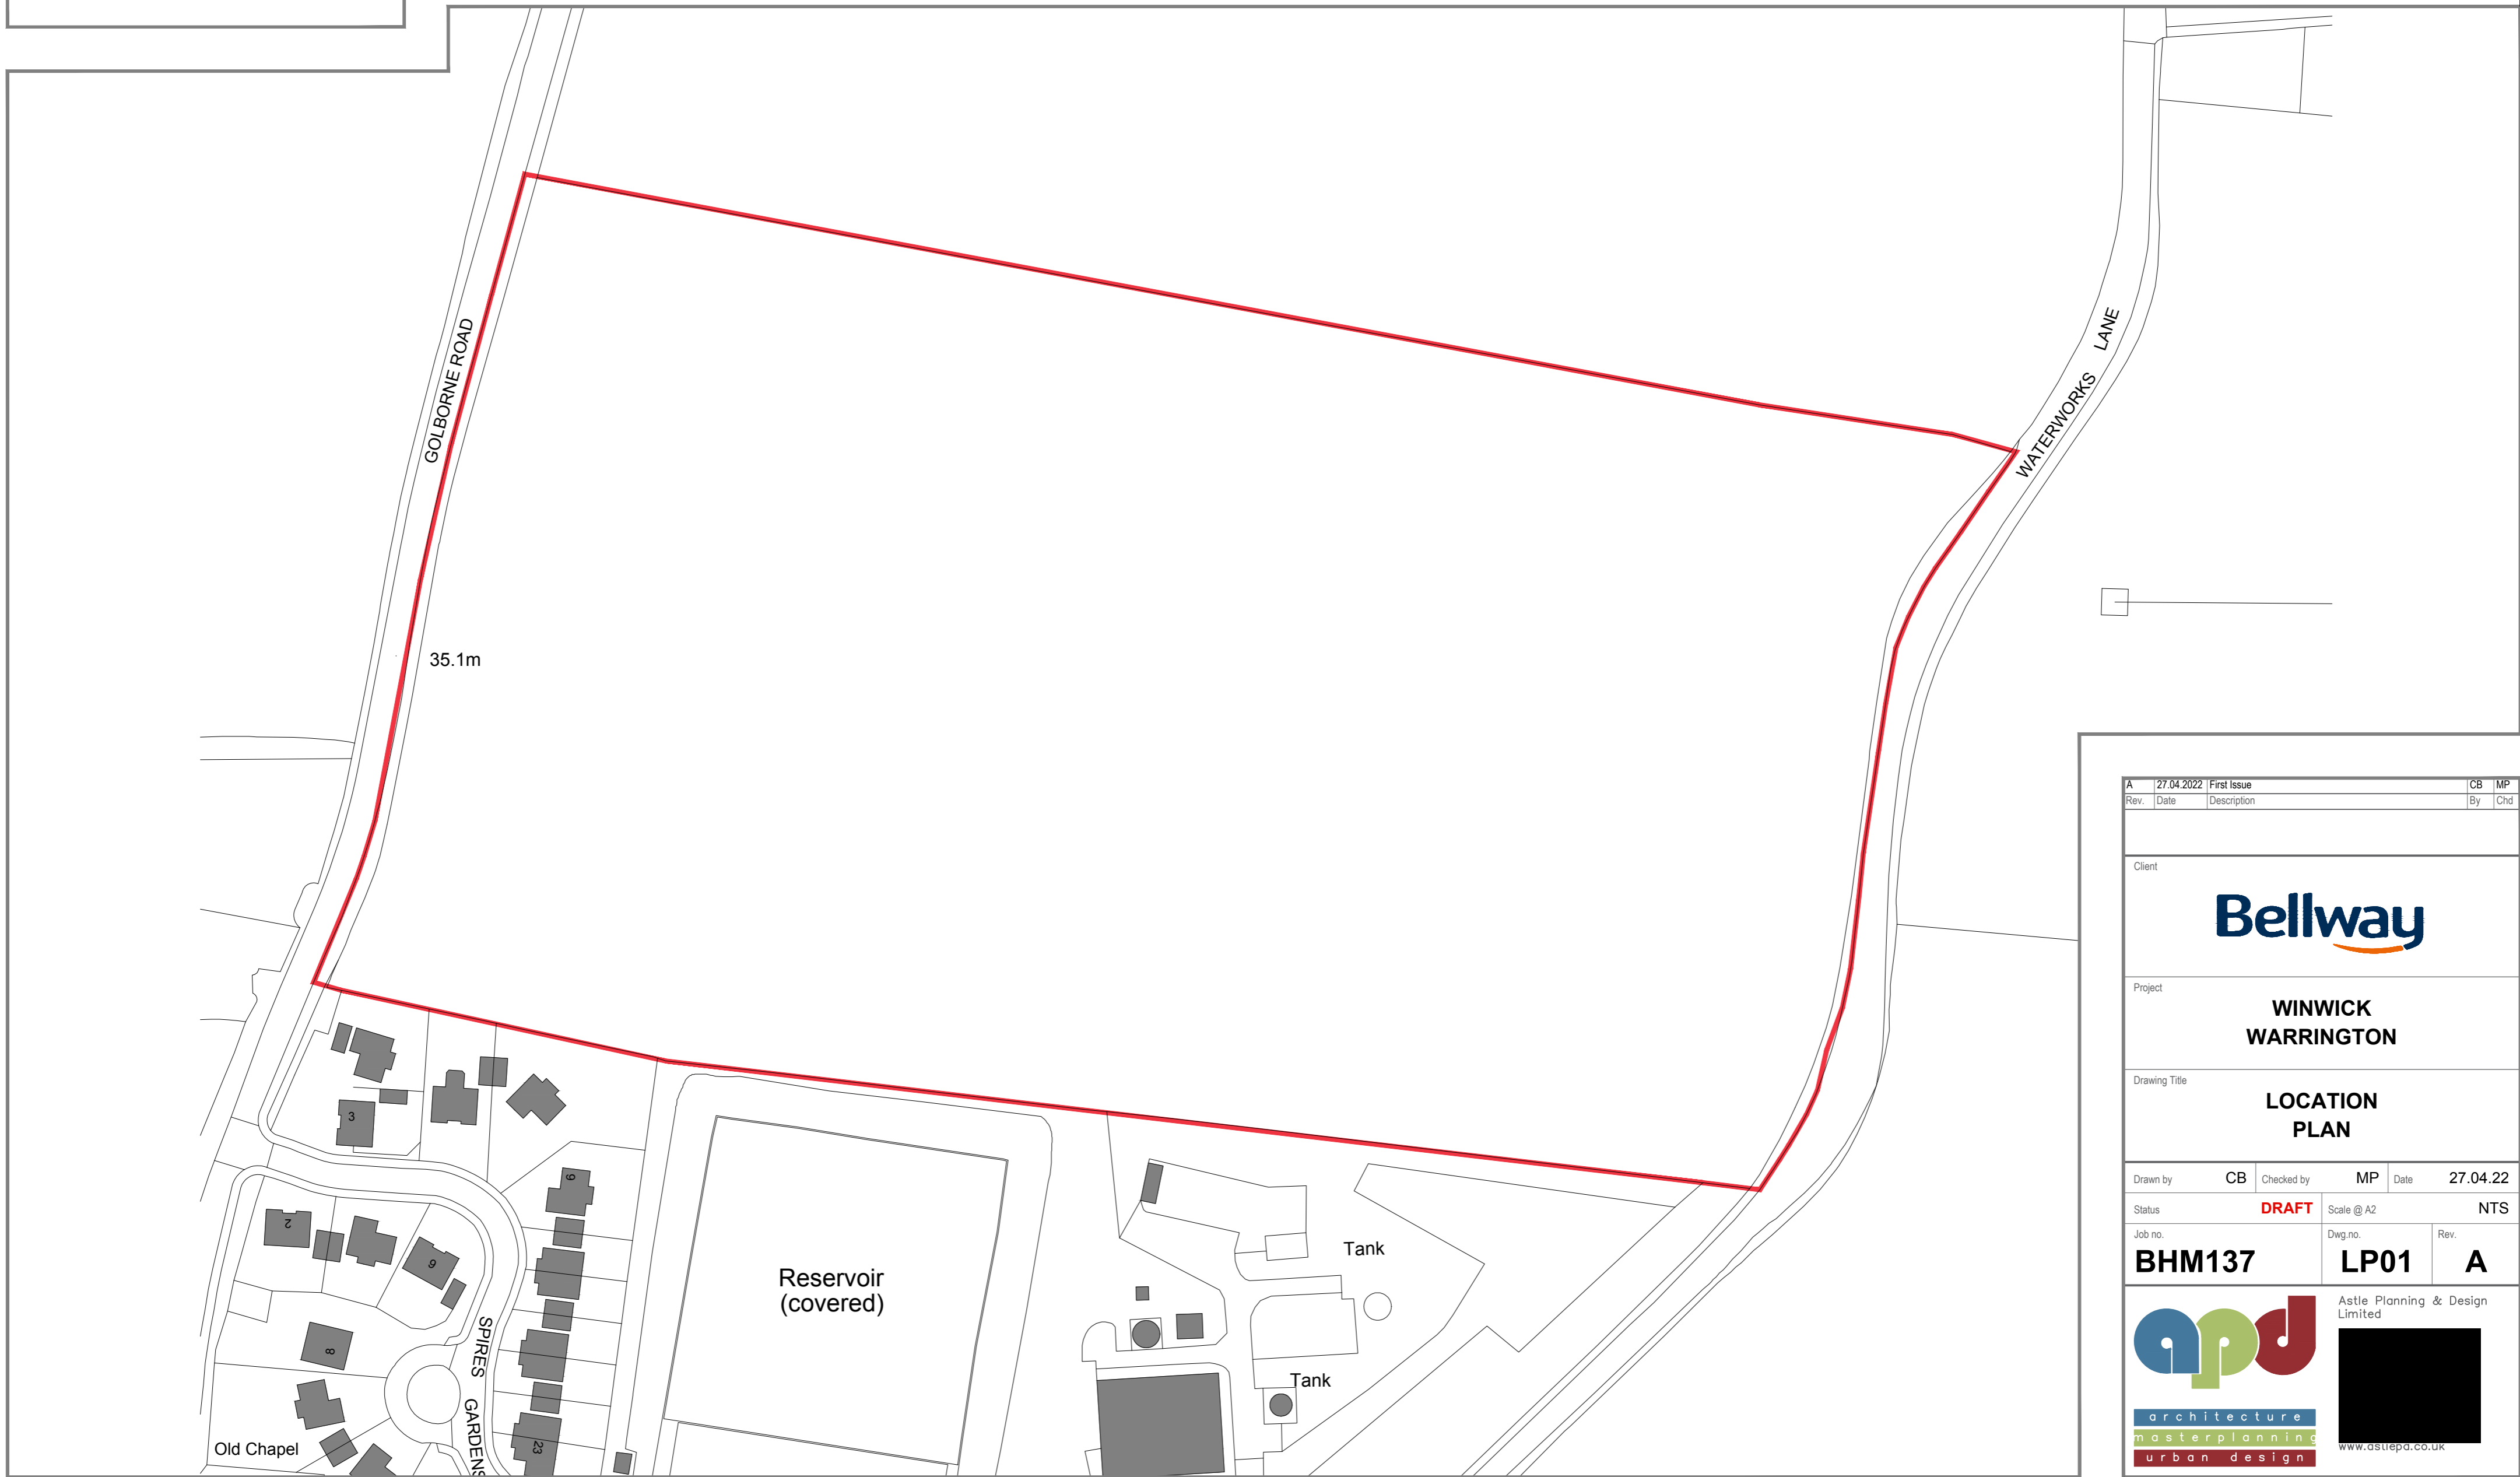 GOLBORNE ROAD
WATERWORKS LANE
35.1m
3
9
2
6
8
23
SPIRES GARDENS
Old Chapel
Reservoir
(covered)
Tank
Tank
A 27.04.2022 First Issue CB MP
Rev. Date Description By Chd
Client
Bellway
Project
WINWICK
WARRINGTON
Drawing Title
LOCATION
PLAN
Drawn by CB Checked by MP Date 27.04.22
Status DRAFT Scale @ A2 NTS
Job no. Dwg.no. Rev.
BHM137 LP01 A
apd
architecture
masterplanning
urban design
Astle Planning & Design
Limited
www.astlepd.co.uk